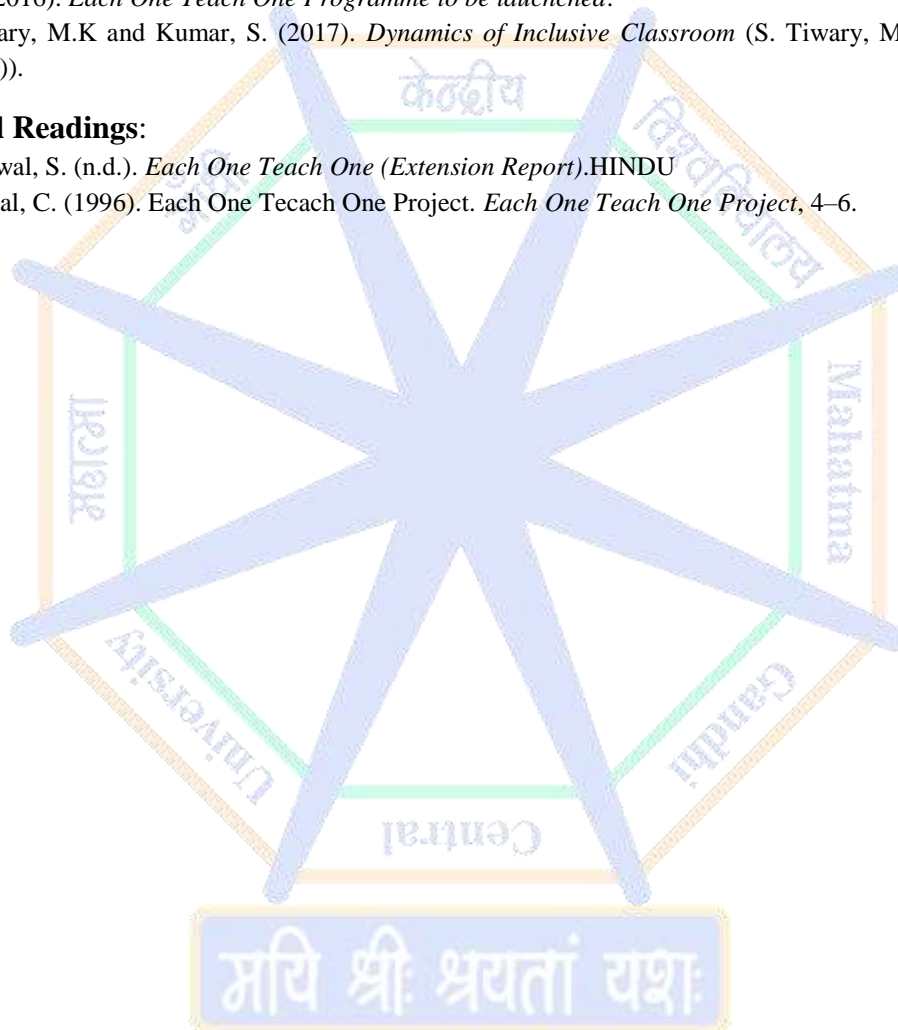 2016). Each One Teach One Programme to be
ary, M.K and Kumar, S. (2017). Dynamics of Inclusive Classroom (S. Tiwary, M
)).
l Readings:
wal, S. (n.d.). Each One Teach One (Extension Report).HINDU
al, C. (1996). Each One Tecach One Project. Each One Teach One Project, 4–6.
महात्मा
गाँधी
केन्द्रीय
विश्वविद्यालय
Mahatma
Gandhi
Central
University
मयि श्रीः श्रयतां यशः